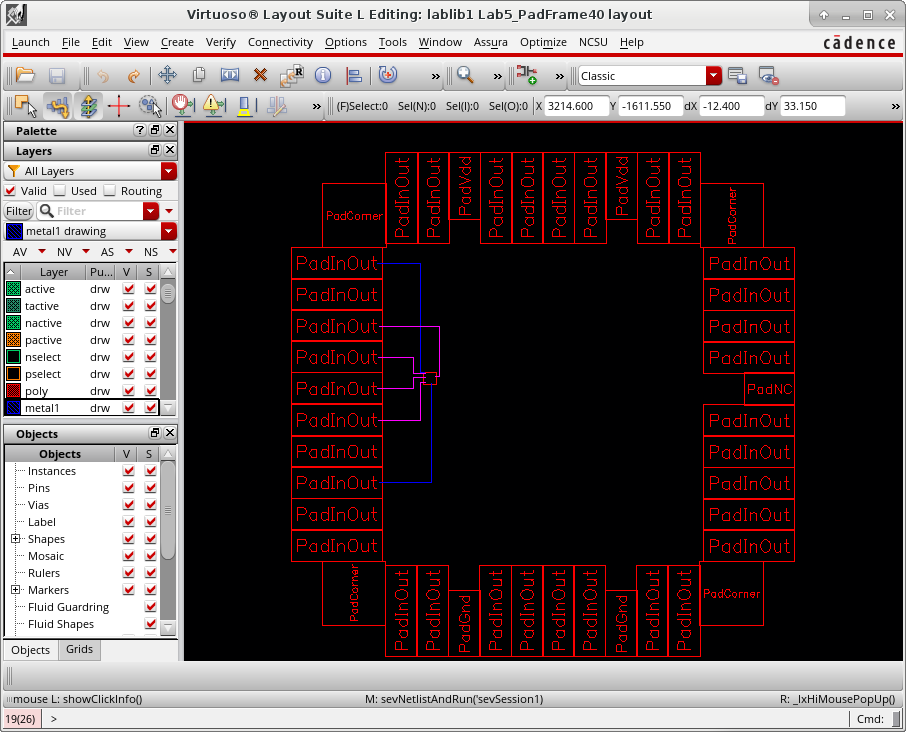 Virtuoso® Layout Suite L Editing: lablib1 Lab5_PadFrame40 layout
Launch File Edit View Create Verify Connectivity Options Tools Window Assura Optimize NCSU Help
cādence
» » » Classic
» (F)Select:0 Sel(N):0 Sel(I):0 Sel(O):0 X 3214.600 Y -1611.550 dX -12.400 dY 33.150 »
Palette ?
Layers
All Layers
Valid Used Routing
Filter Filter
metal1 drawing
AV NV AS NS
Layer Pu... V S
active drw
tactive drw
nactive drw
pactive drw
nselect drw
pselect drw
poly drw
metal1 drw
Objects
Objects V S
Instances
Pins
Vias
Label
Shapes
Mosaic
Rulers
Markers
Fluid Guardring
Fluid Shapes
Objects Grids
PadCorner PadInOut PadInOut PadVdd PadInOut PadInOut PadInOut PadInOut PadVdd PadInOut PadInOut PadCorner
PadInOut PadInOut
PadInOut PadInOut
PadInOut PadInOut
PadInOut PadInOut
PadInOut PadNC
PadInOut PadInOut
PadInOut PadInOut
PadInOut PadInOut
PadInOut PadInOut
PadInOut PadInOut
PadCorner PadInOut PadInOut PadGnd PadInOut PadInOut PadInOut PadInOut PadGnd PadInOut PadInOut PadCorner
mouse L: showClickInfo() M: sevNetlistAndRun('sevSession1) R: _lxHiMousePopUp()
19(26) > Cmd: